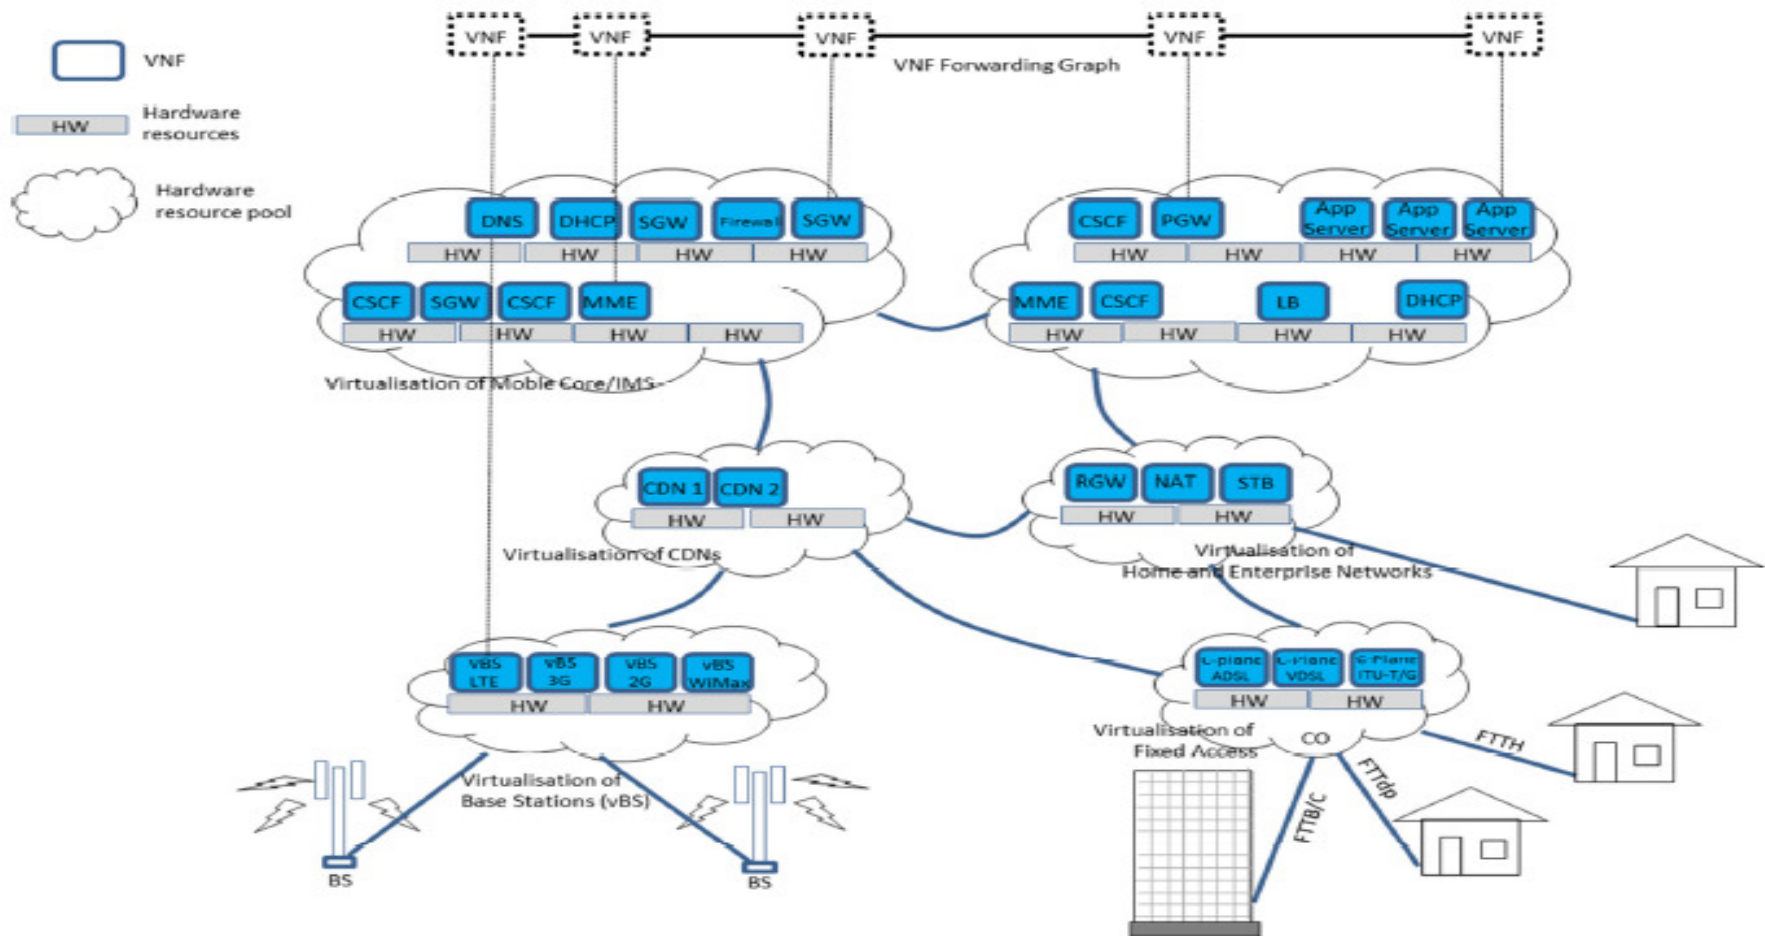 VNF VNF VNF VNF VNF
VNF Forwarding Graph
VNF
HW Hardware
resources
Hardware
resource pool
DNS DHCP SGW Firewall SGW
HW HW HW HW
CSCF SGW CSCF MME
HW HW HW HW
Virtualisation of Moble Core/IMS
CSCF PGW App Server App Server App Server
HW HW HW HW
MME CSCF LB DHCP
HW HW HW HW
CDN 1 CDN 2
HW HW
Virtualisation of CDNs
RGW NAT STB
HW HW
Virtualisation of
Home and Enterprise Networks
vBS LTE vBS 3G vBS 2G vBS WiMax
HW HW
Virtualisation of
Base Stations (vBS)
BS BS
C-plane ADSL C-Plane VDSL C-Plane ITU-T/G
HW HW
CO
Virtualisation of
Fixed Access
FTTH
FTTdp
FTTB/C